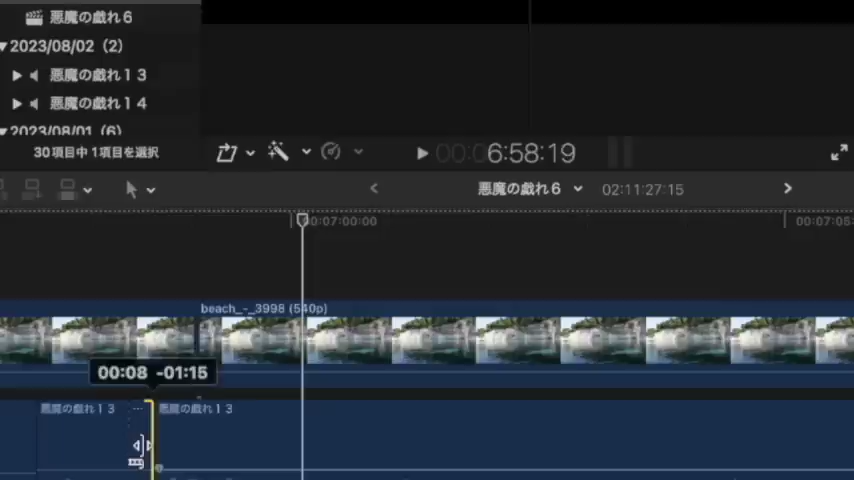 悪魔の戯れ６
2023/08/02（2）
悪魔の戯れ１３
悪魔の戯れ１４
2023/08/01（6）
30項目中 1項目を選択
00:06:58:19
悪魔の戯れ６
02:11:27:15
00:07:00:00
00:07:05:
beach_-_3998 (540p)
00:08 -01:15
悪魔の戯れ１３
悪魔の戯れ１３